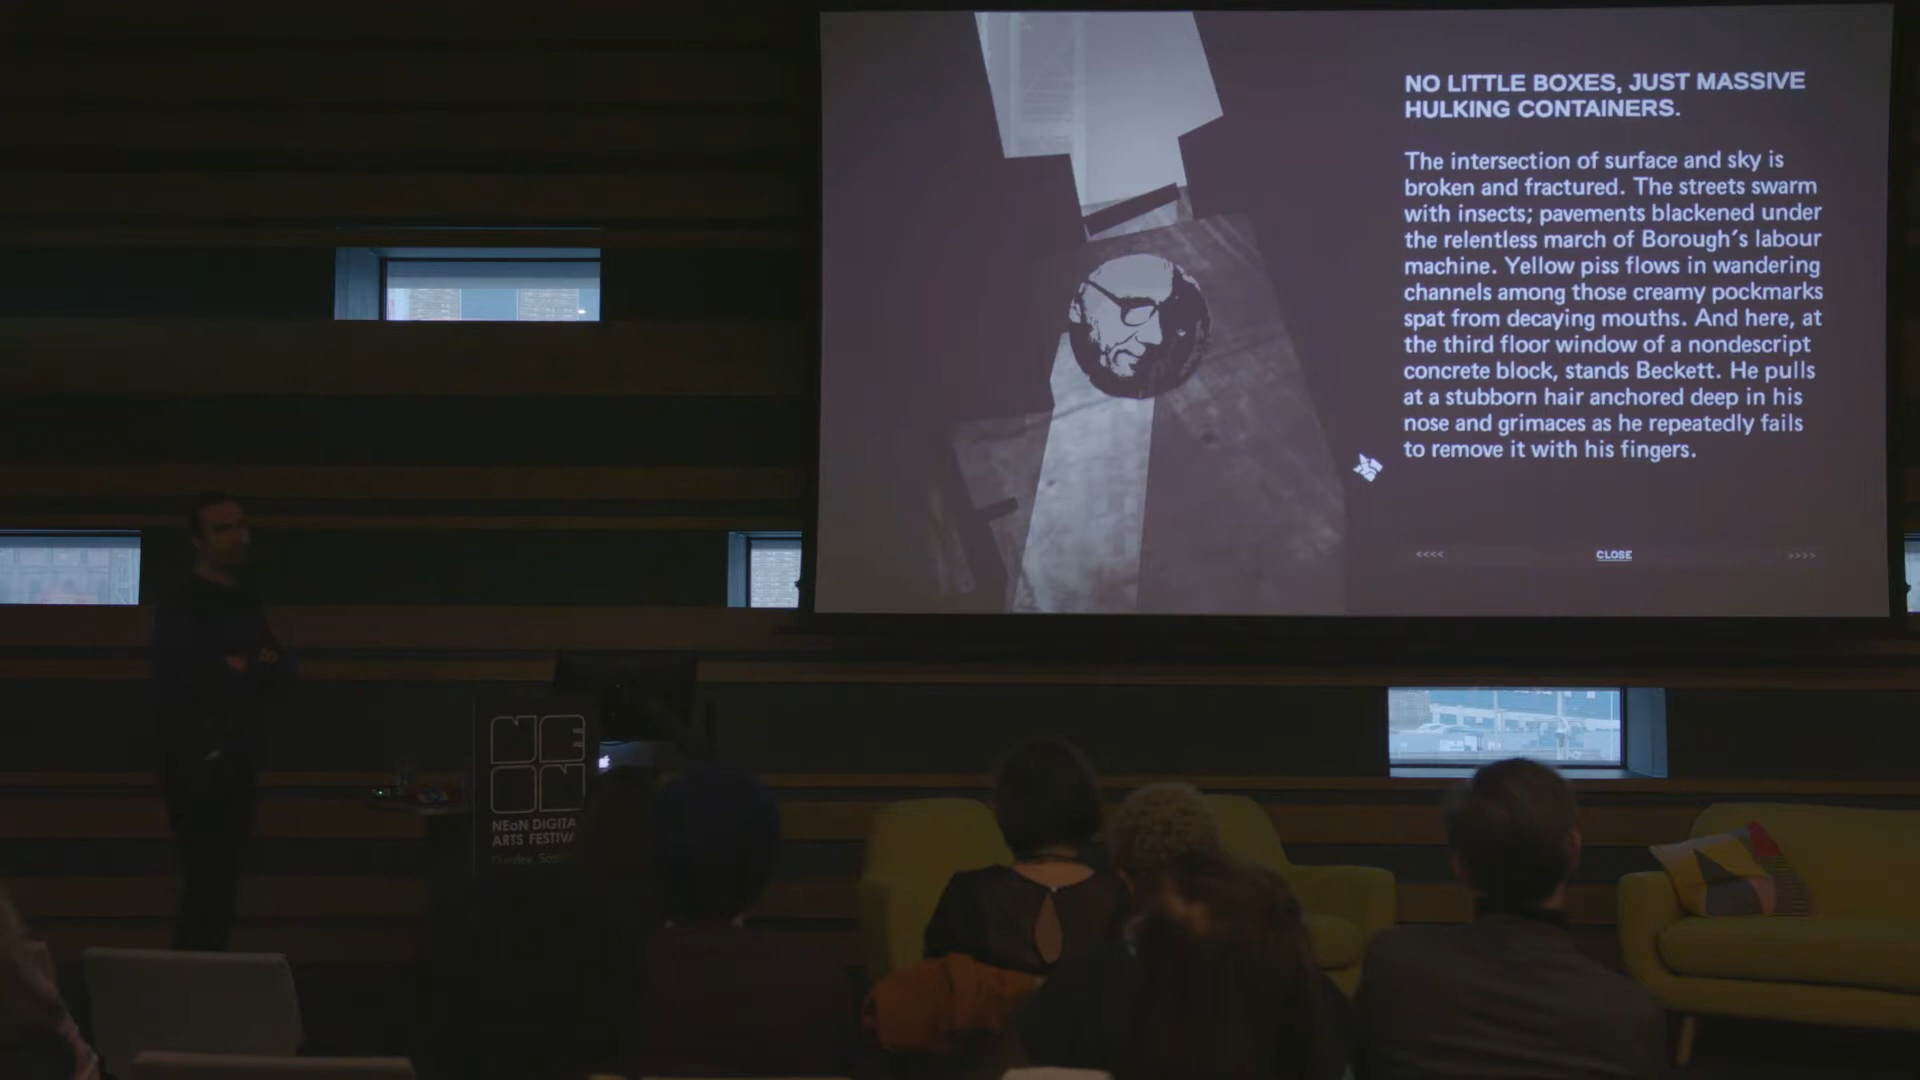 NO LITTLE BOXES, JUST MASSIVE
HULKING CONTAINERS.
The intersection of surface and sky is
broken and fractured. The streets swarm
with insects; pavements blackened under
the relentless march of Borough's labour
machine. Yellow piss flows in wandering
channels among those creamy pockmarks
spat from decaying mouths. And here, at
the third floor window of a nondescript
concrete block, stands Beckett. He pulls
at a stubborn hair anchored deep in his
nose and grimaces as he repeatedly fails
to remove it with his fingers.
<<<< CLOSE >>>>
NE
ON
NEoN DIGITA
ARTS FESTIV